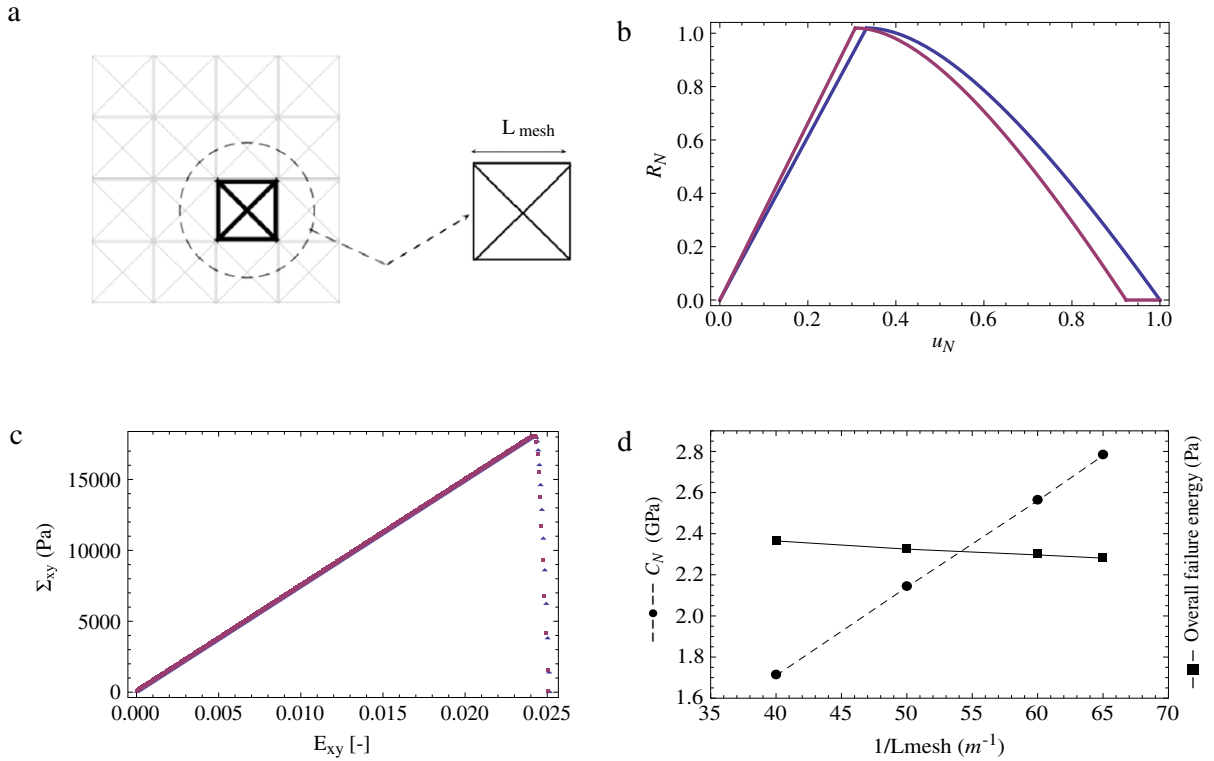 a
L mesh
b
R_N
1.0
0.8
0.6
0.4
0.2
0.0
0.0 0.2 0.4 0.6 0.8 1.0
u_N
c
Σxy (Pa)
15000
10000
5000
0
0.000 0.005 0.010 0.015 0.020 0.025
Exy [-]
d
C_N (GPa)
2.8
2.6
2.4
2.2
2.0
1.8
1.6
35 40 45 50 55 60 65 70
1/Lmesh (m^-1)
Overall failure energy (Pa)